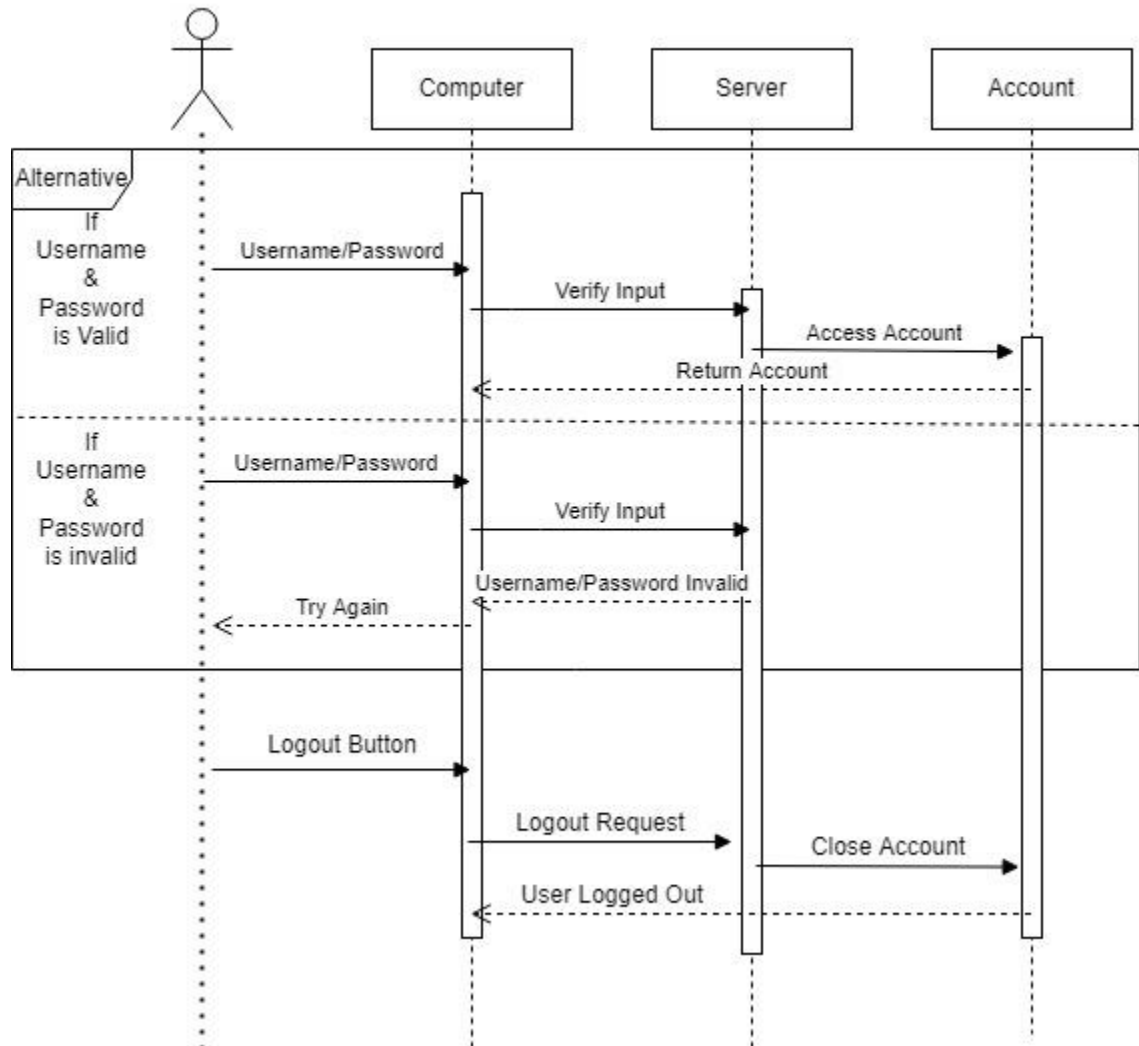 Computer
Server
Account
Alternative
If
Username
&
Password
is Valid
Username/Password
Verify Input
Access Account
Return Account
If
Username
&
Password
is invalid
Username/Password
Verify Input
Username/Password Invalid
Try Again
Logout Button
Logout Request
Close Account
User Logged Out